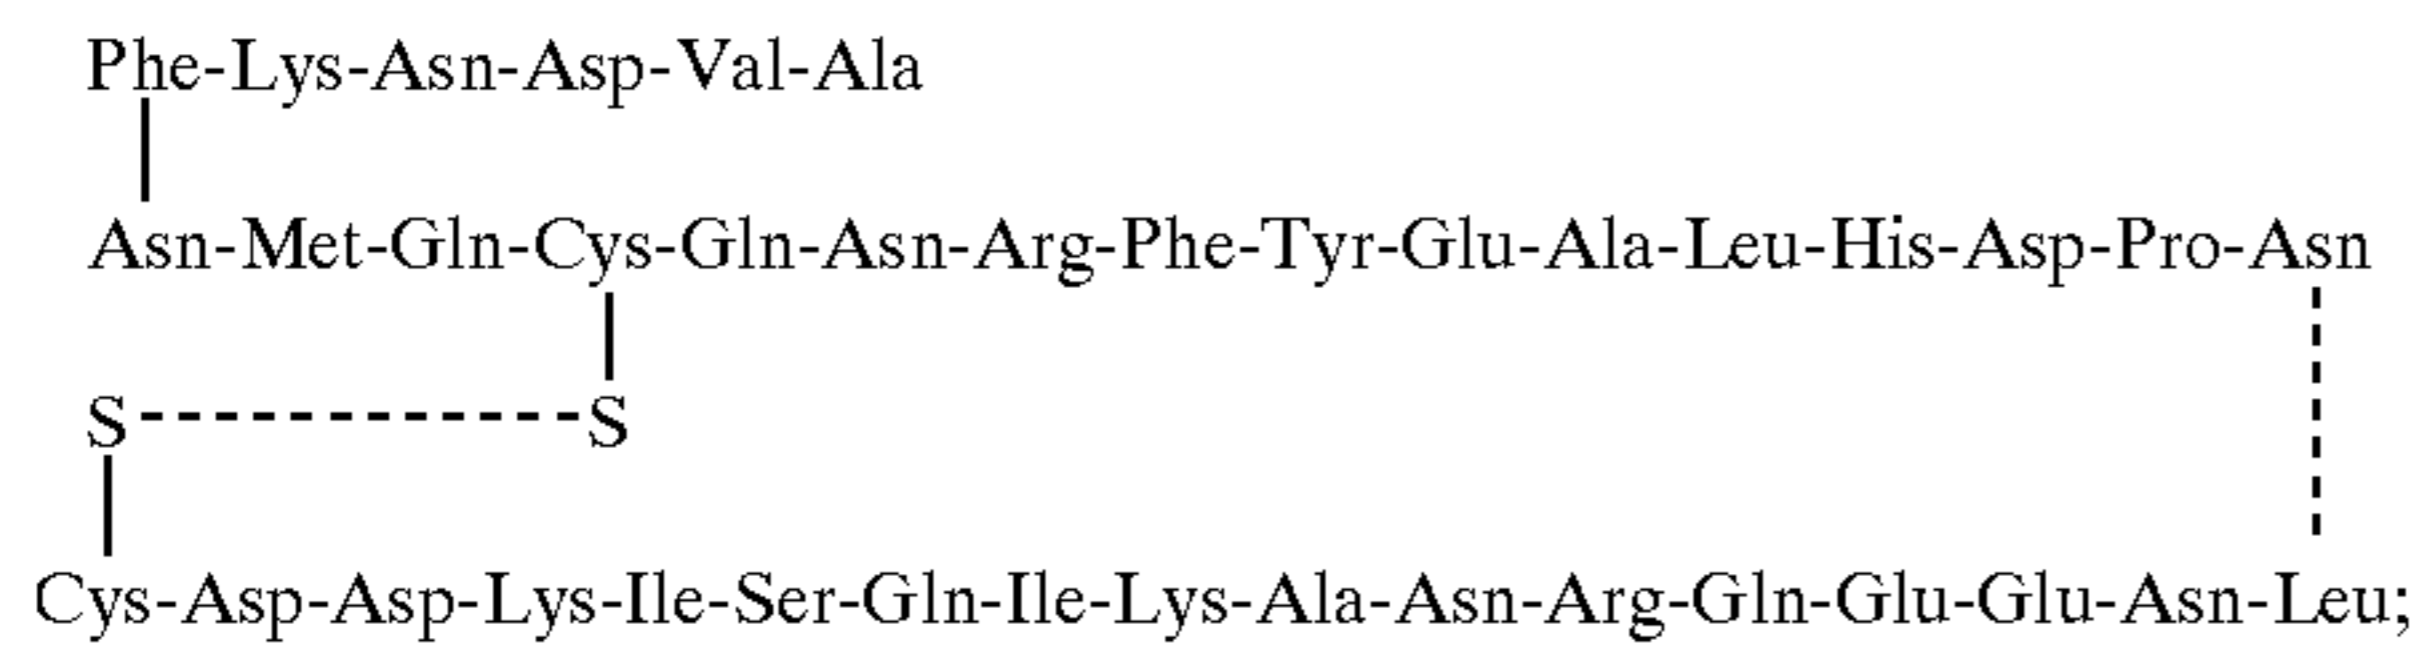 Phe-Lys-Asn-Asp-Val-Ala
Asn-Met-Gln-Cys-Gln-Asn-Arg-Phe-Tyr-Glu-Ala-Leu-His-Asp-Pro-Asn
S S
Cys-Asp-Asp-Lys-Ile-Ser-Gln-Ile-Lys-Ala-Asn-Arg-Gln-Glu-Glu-Asn-Leu;